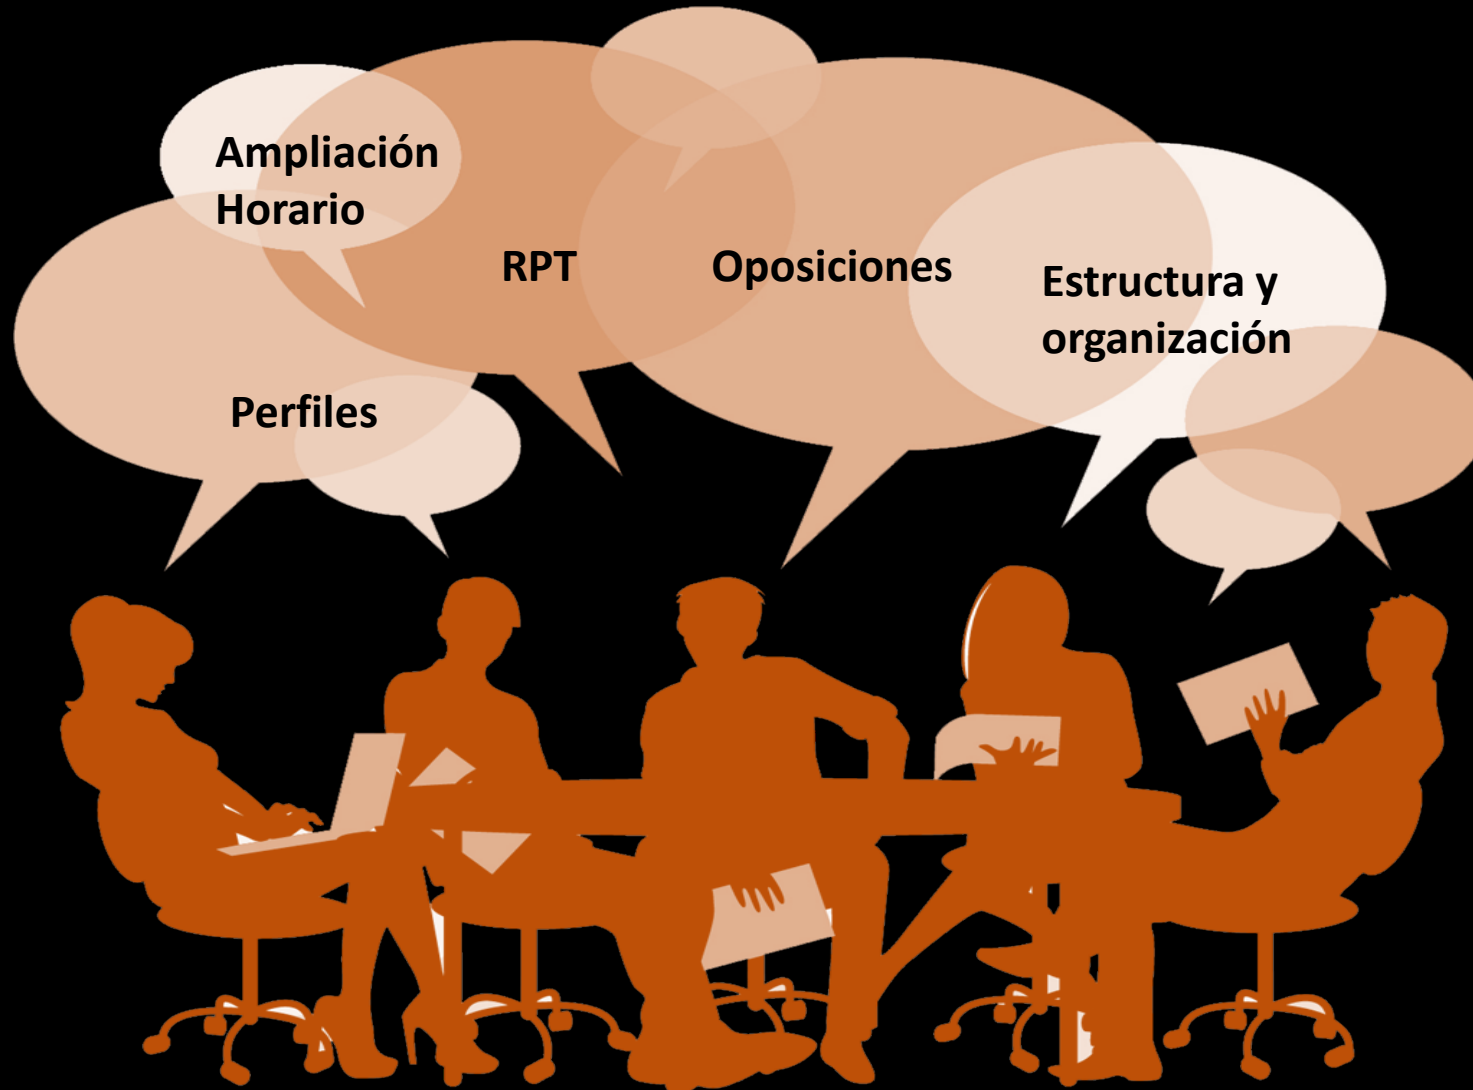 Ampliación
Horario
RPT
Oposiciones
Estructura y
organización
Perfiles